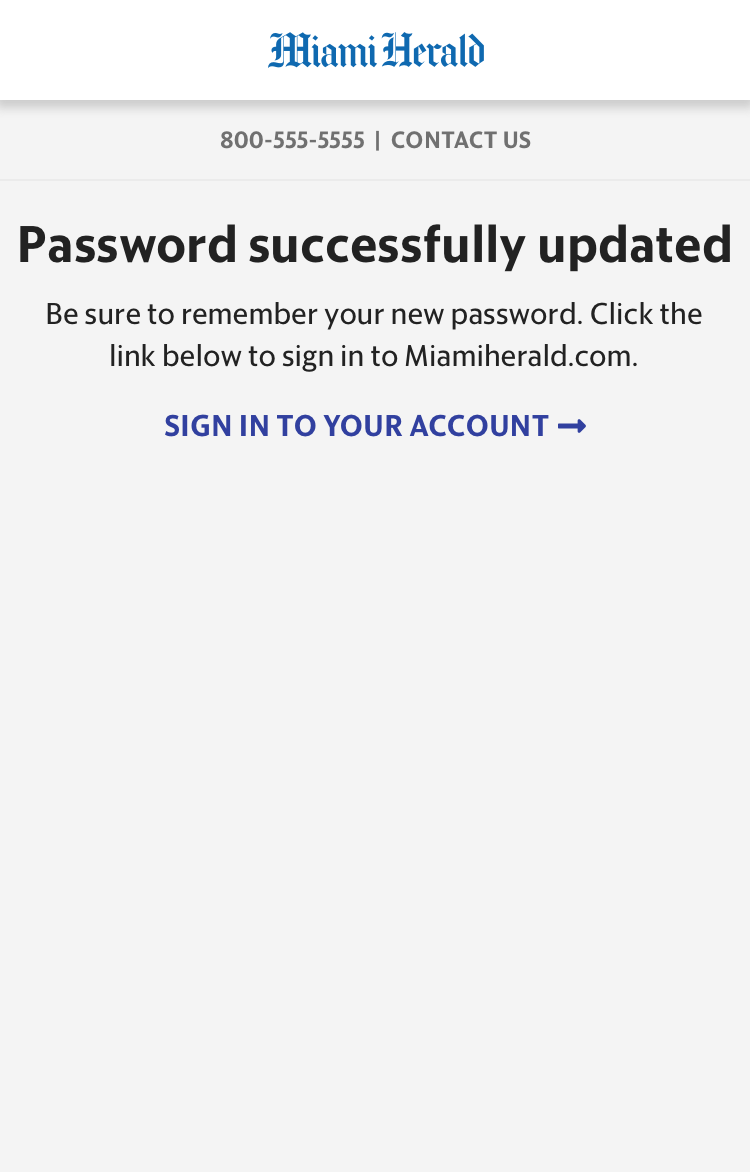 Miami Herald
800-555-5555 | CONTACT US
Password successfully updated
Be sure to remember your new password. Click the
link below to sign in to Miamiherald.com.
SIGN IN TO YOUR ACCOUNT →